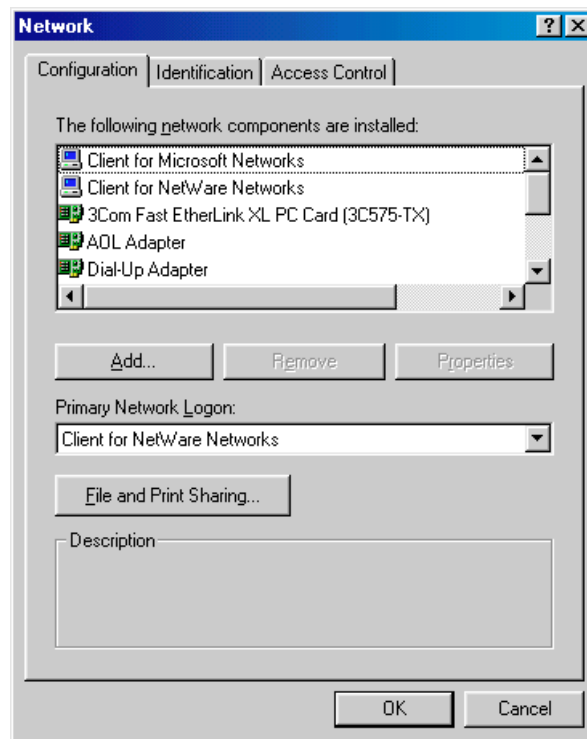 Network
Configuration Identification Access Control
The following network components are installed:
Client for Microsoft Networks
Client for NetWare Networks
3Com Fast EtherLink XL PC Card (3C575-TX)
AOL Adapter
Dial-Up Adapter
Add... Remove Properties
Primary Network Logon:
Client for NetWare Networks
File and Print Sharing...
Description
OK Cancel